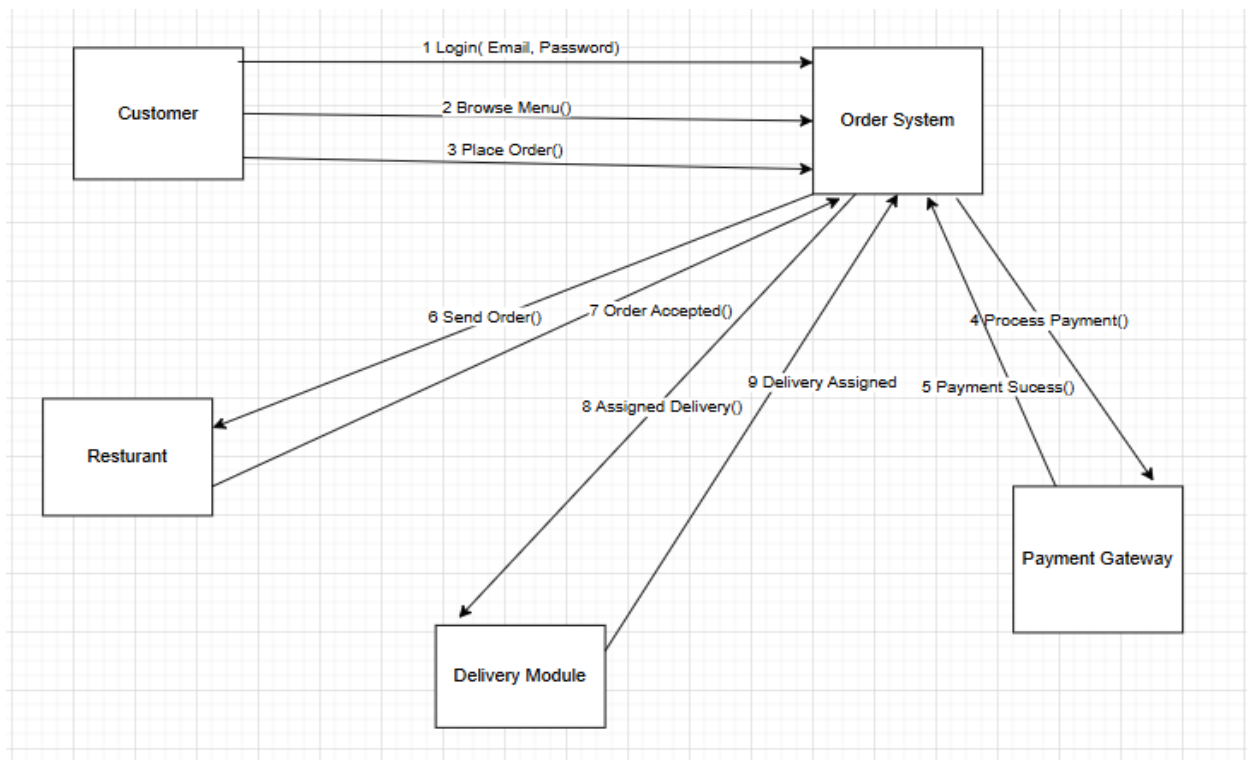 1 Login( Email, Password)
Customer
2 Browse Menu()
Order System
3 Place Order()
6 Send Order()
7 Order Accepted()
4 Process Payment()
9 Delivery Assigned
5 Payment Sucess()
8 Assigned Delivery()
Resturant
Payment Gateway
Delivery Module